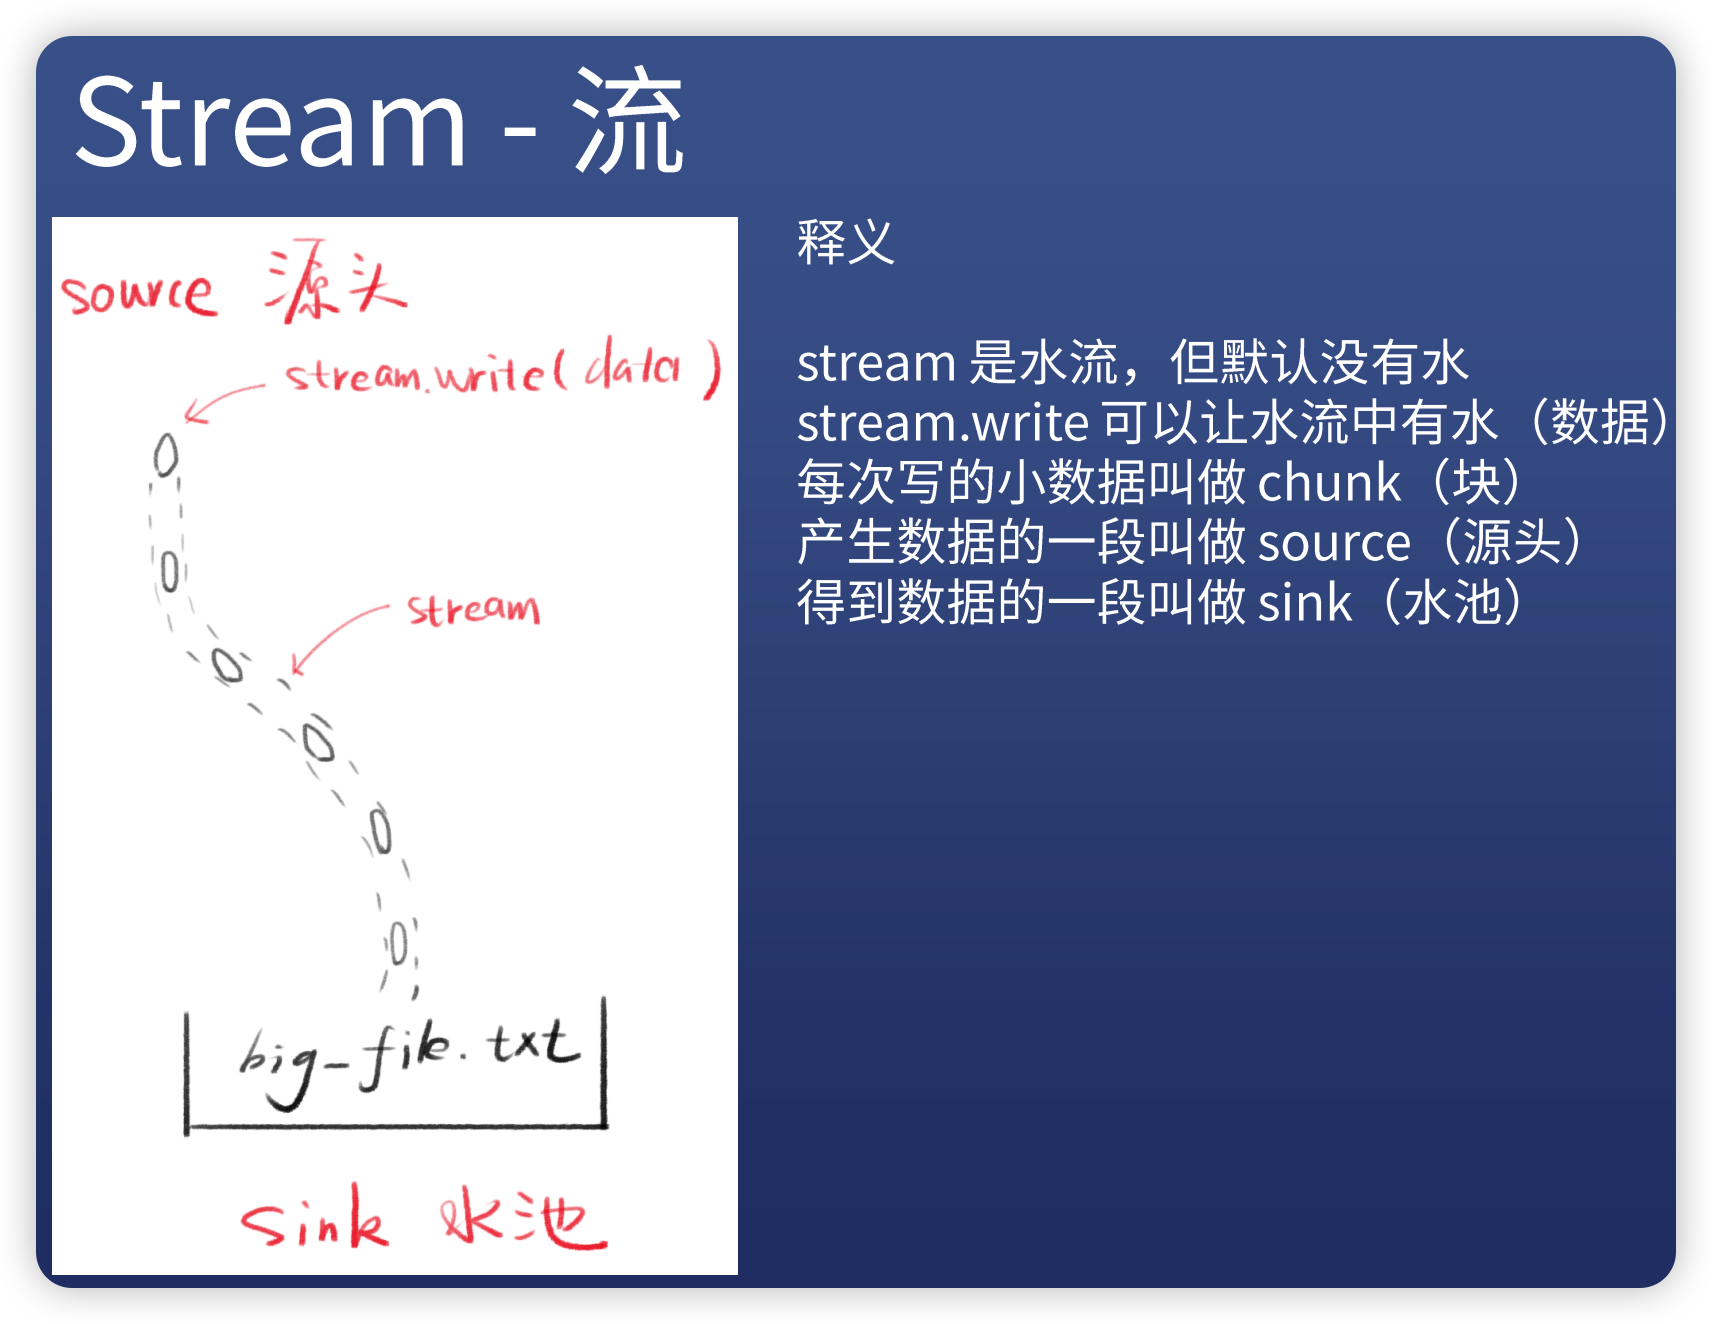 Stream - 流
source 源头
stream.write(data)
stream
big-file.txt
sink 水池
释义
stream 是水流，但默认没有水
stream.write 可以让水流中有水（数据）
每次写的小数据叫做 chunk（块）
产生数据的一段叫做 source（源头）
得到数据的一段叫做 sink（水池）